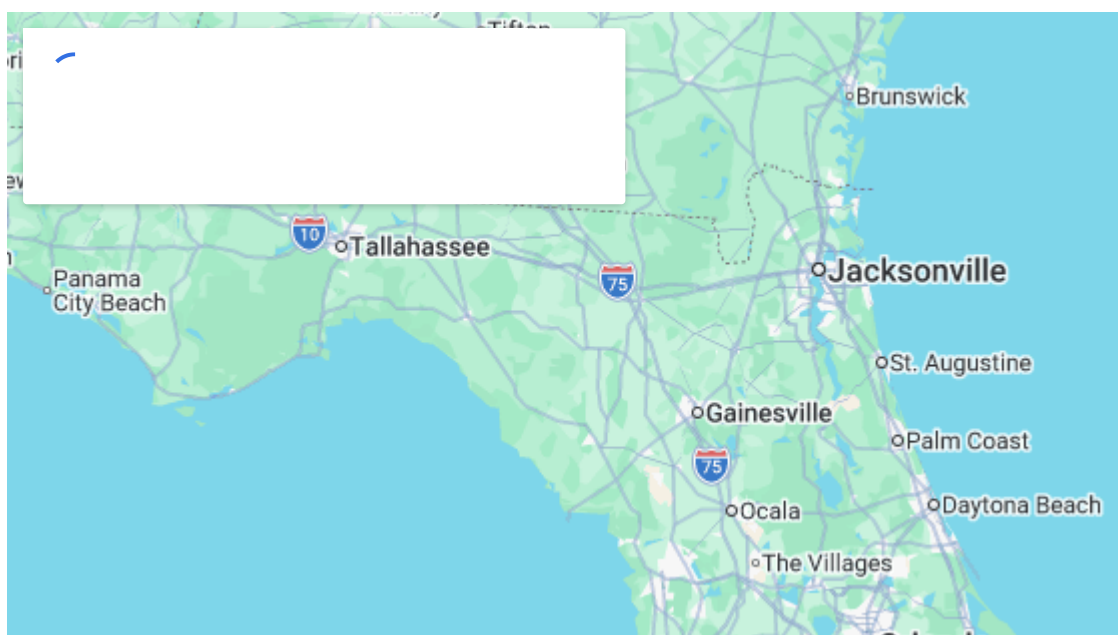 Tifton
Brunswick
10
Tallahassee
Panama
City Beach
75
Jacksonville
St. Augustine
Gainesville
Palm Coast
75
Ocala
Daytona Beach
The Villages